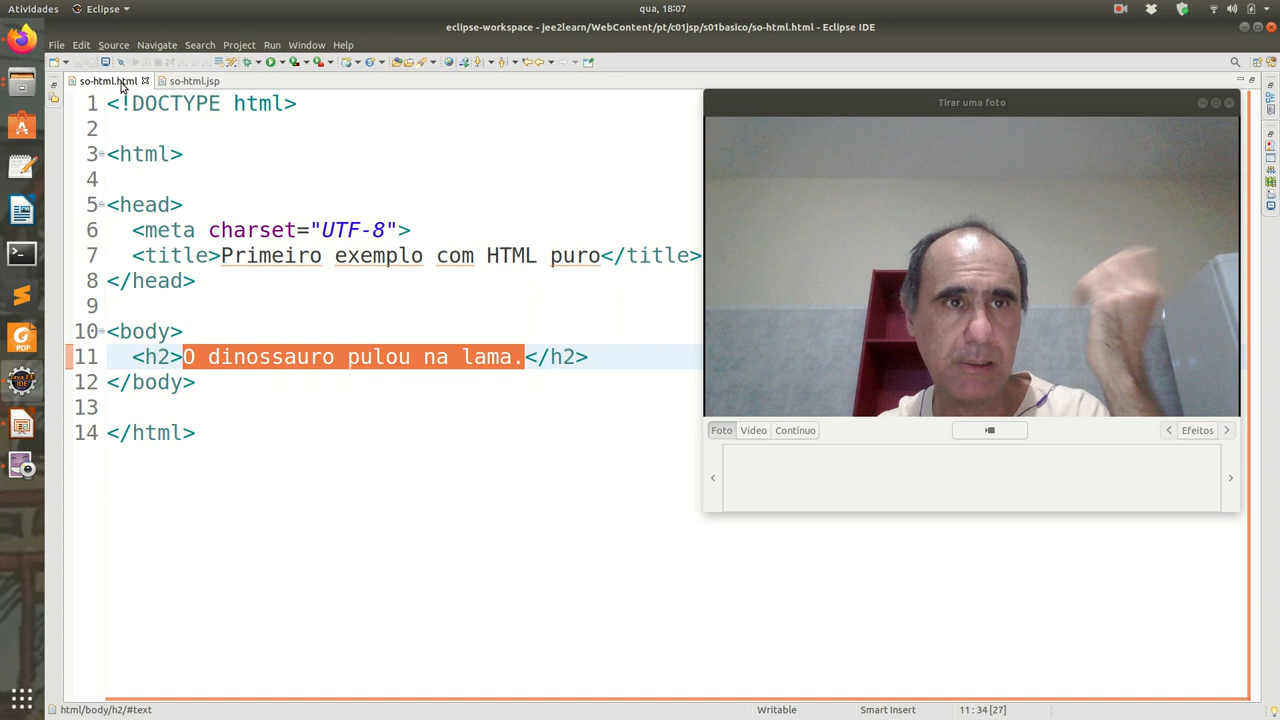 Atividades
Eclipse
qua, 18:07
eclipse-workspace - jee2learn/WebContent/pt/c01jsp/s01basico/so-html.html - Eclipse IDE
File Edit Source Navigate Search Project Run Window Help
so-html.html
so-html.jsp
1 <!DOCTYPE html>
2
3 <html>
4
5 <head>
6 <meta charset="UTF-8">
7 <title>Primeiro exemplo com HTML puro</title>
8 </head>
9
10 <body>
11 <h2>O dinossauro pulou na lama.</h2>
12 </body>
13
14 </html>
Tirar uma foto
Foto Vídeo Contínuo
Efeitos
PDF
Java EE
IDE
html/body/h2/#text
Writable
Smart Insert
11 : 34 [27]